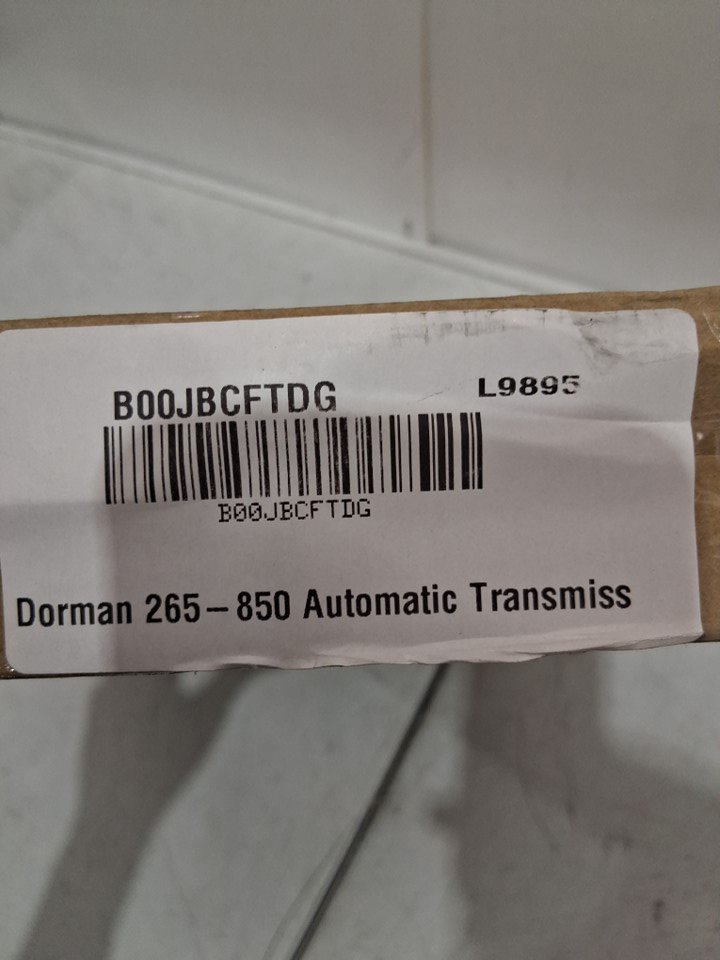 B00JBCFTDG
L9895
B00JBCFTDG
Dorman 265-850 Automatic Transmiss